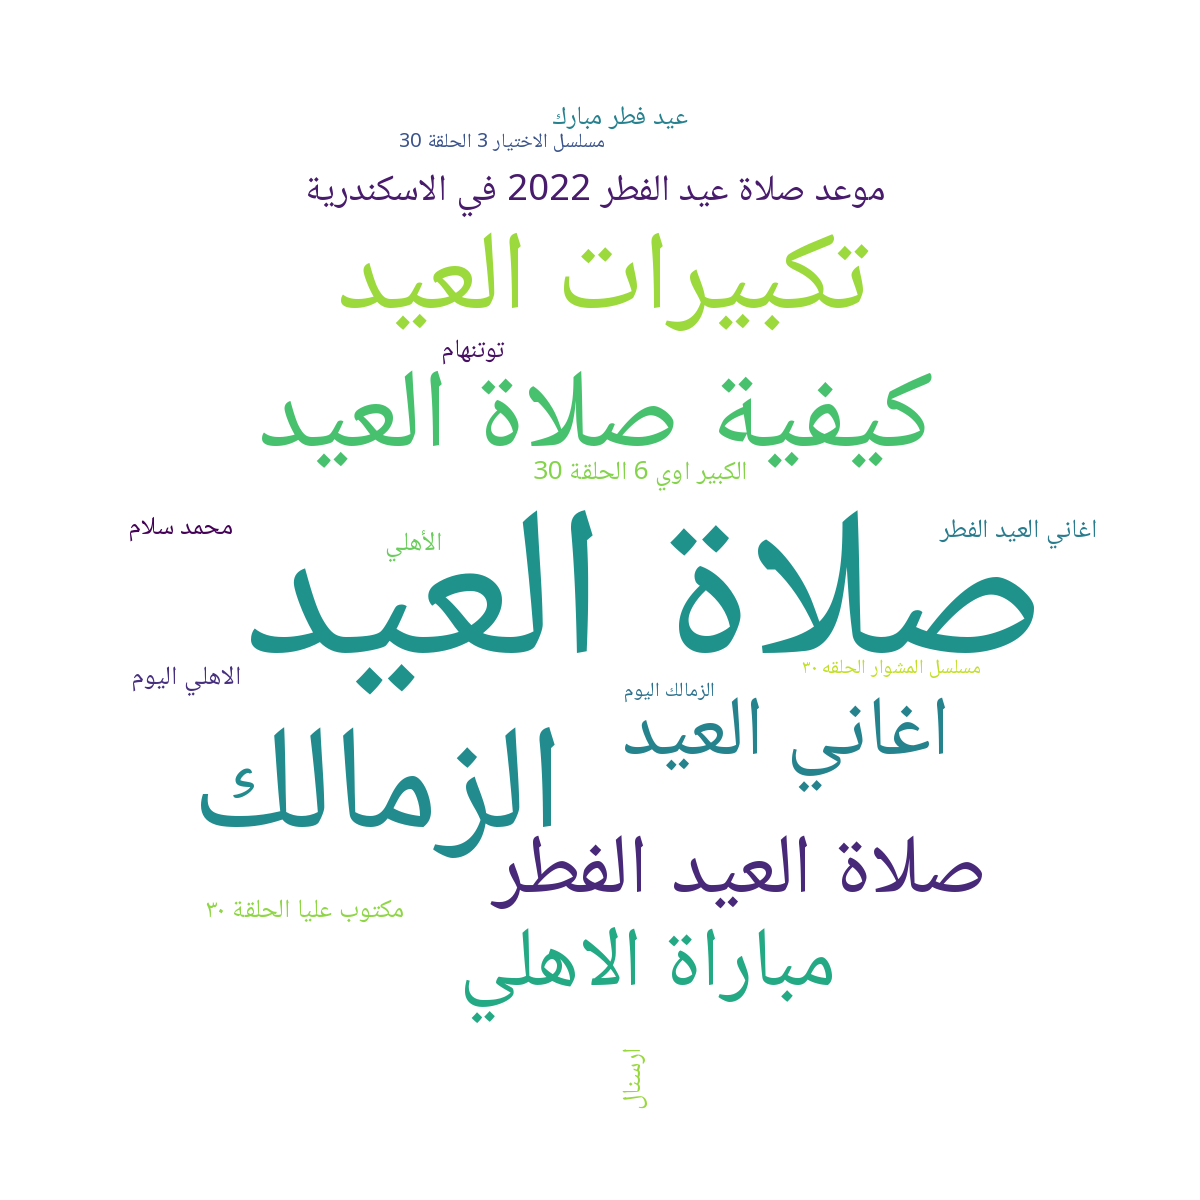 عيد فطر مبارك
مسلسل الاختيار 3 الحلقة 30
موعد صلاة عيد الفطر 2022 في الاسكندرية
تكبيرات العيد
توتنهام
كيفية صلاة العيد
الكبير اوي 6 الحلقة 30
اغاني العيد الفطر
محمد سلام
الأهلي
صلاة العيد
مسلسل المشوار الحلقه ٣٠
الاهلي اليوم
الزمالك اليوم
اغاني العيد
الزمالك
صلاة العيد الفطر
مكتوب عليا الحلقة ٣٠
مباراة الاهلي
ارسنال